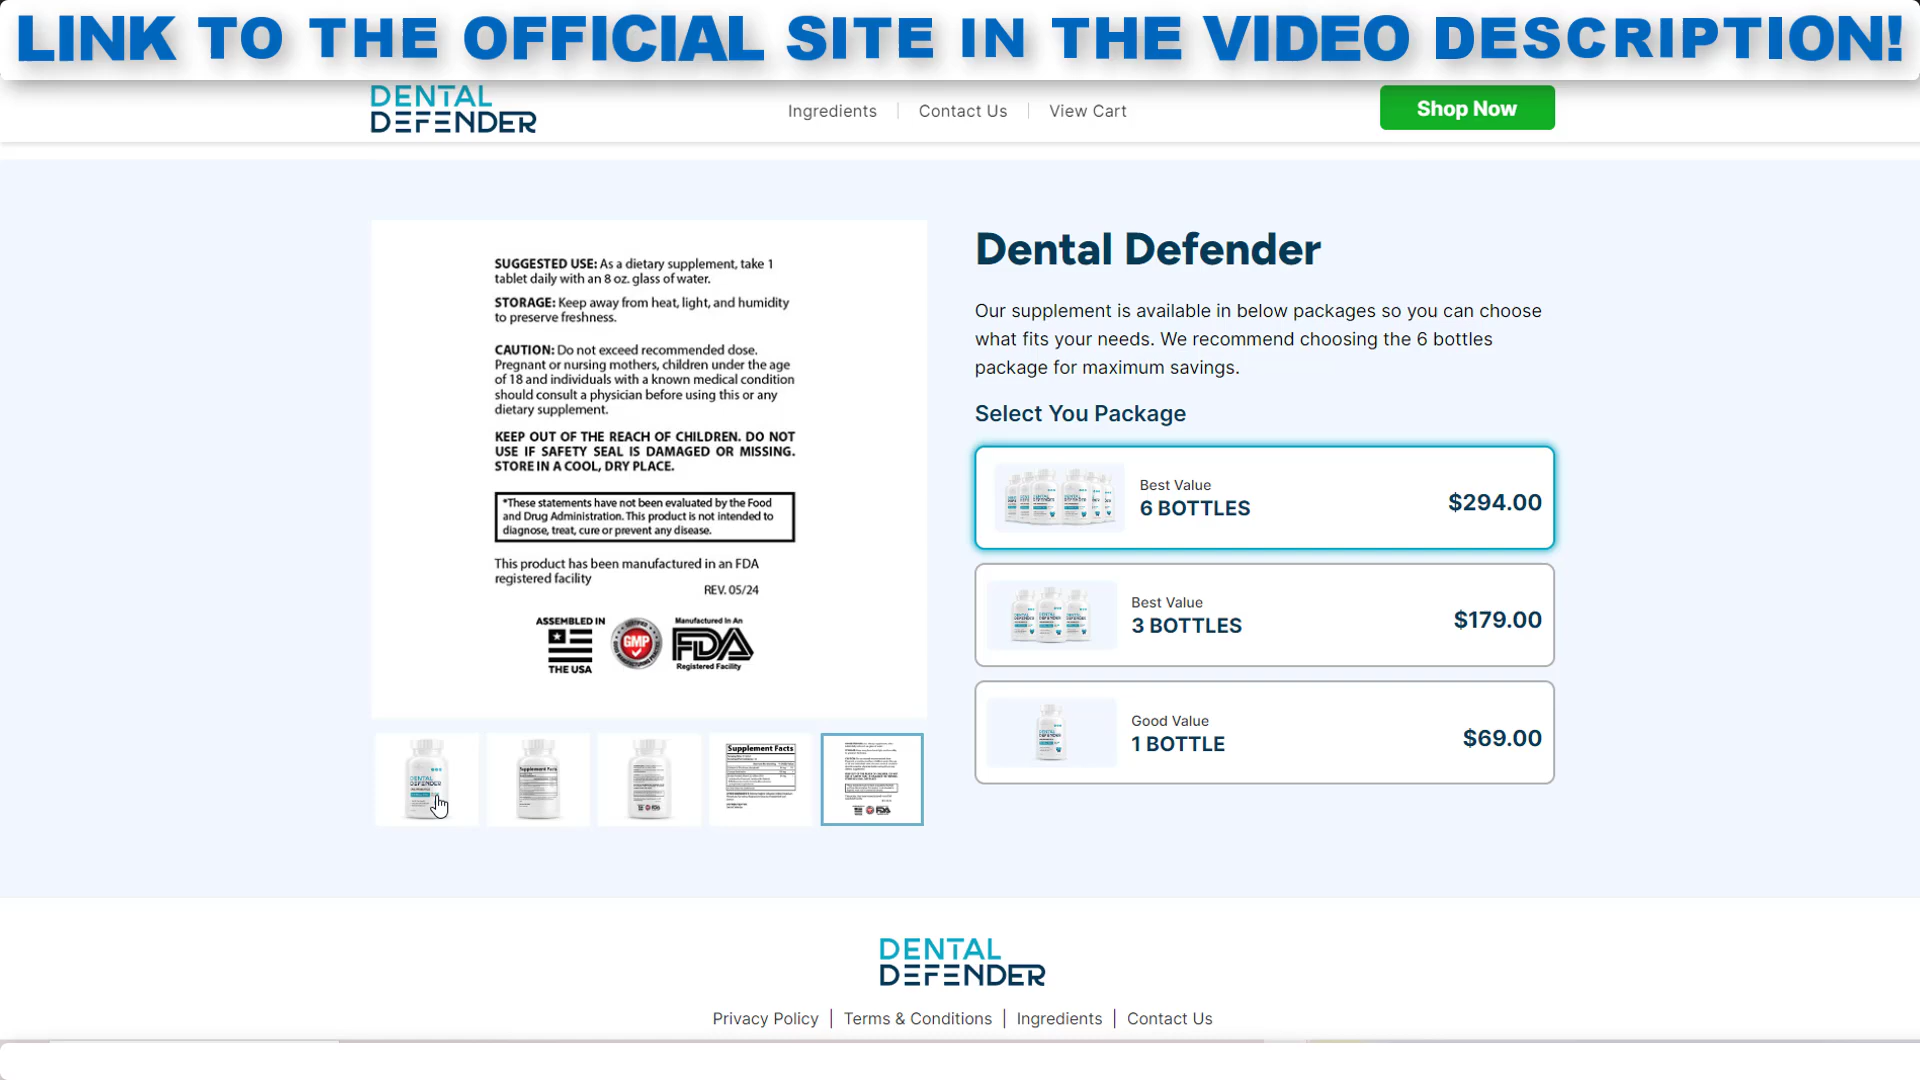 LINK TO THE OFFICIAL SITE IN THE VIDEO DESCRIPTION!
DENTAL
DEFENDER
Ingredients
Contact Us
View Cart
Shop Now
SUGGESTED USE: As a dietary supplement, take 1
tablet daily with an 8 oz. glass of water.
STORAGE: Keep away from heat, light, and humidity
to preserve freshness.
CAUTION: Do not exceed recommended dose.
Pregnant or nursing mothers, children under the age
of 18 and individuals with a known medical condition
should consult a physician before using this or any
dietary supplement.
KEEP OUT OF THE REACH OF CHILDREN. DO NOT
USE IF SAFETY SEAL IS DAMAGED OR MISSING.
STORE IN A COOL, DRY PLACE.
*These statements have not been evaluated by the Food
and Drug Administration. This product is not intended to
diagnose, treat, cure or prevent any disease.
This product has been manufactured in an FDA
registered facility
REV. 05/24
ASSEMBLED IN
THE USA
GMP
Manufactured In An
FDA
Registered Facility
Supplement Facts
DENTAL
DEFENDER
Dental Defender
Our supplement is available in below packages so you can choose
what fits your needs. We recommend choosing the 6 bottles
package for maximum savings.
Select You Package
Best Value
6 BOTTLES
$294.00
Best Value
3 BOTTLES
$179.00
Good Value
1 BOTTLE
$69.00
DENTAL
DEFENDER
Privacy Policy
Terms & Conditions
Ingredients
Contact Us